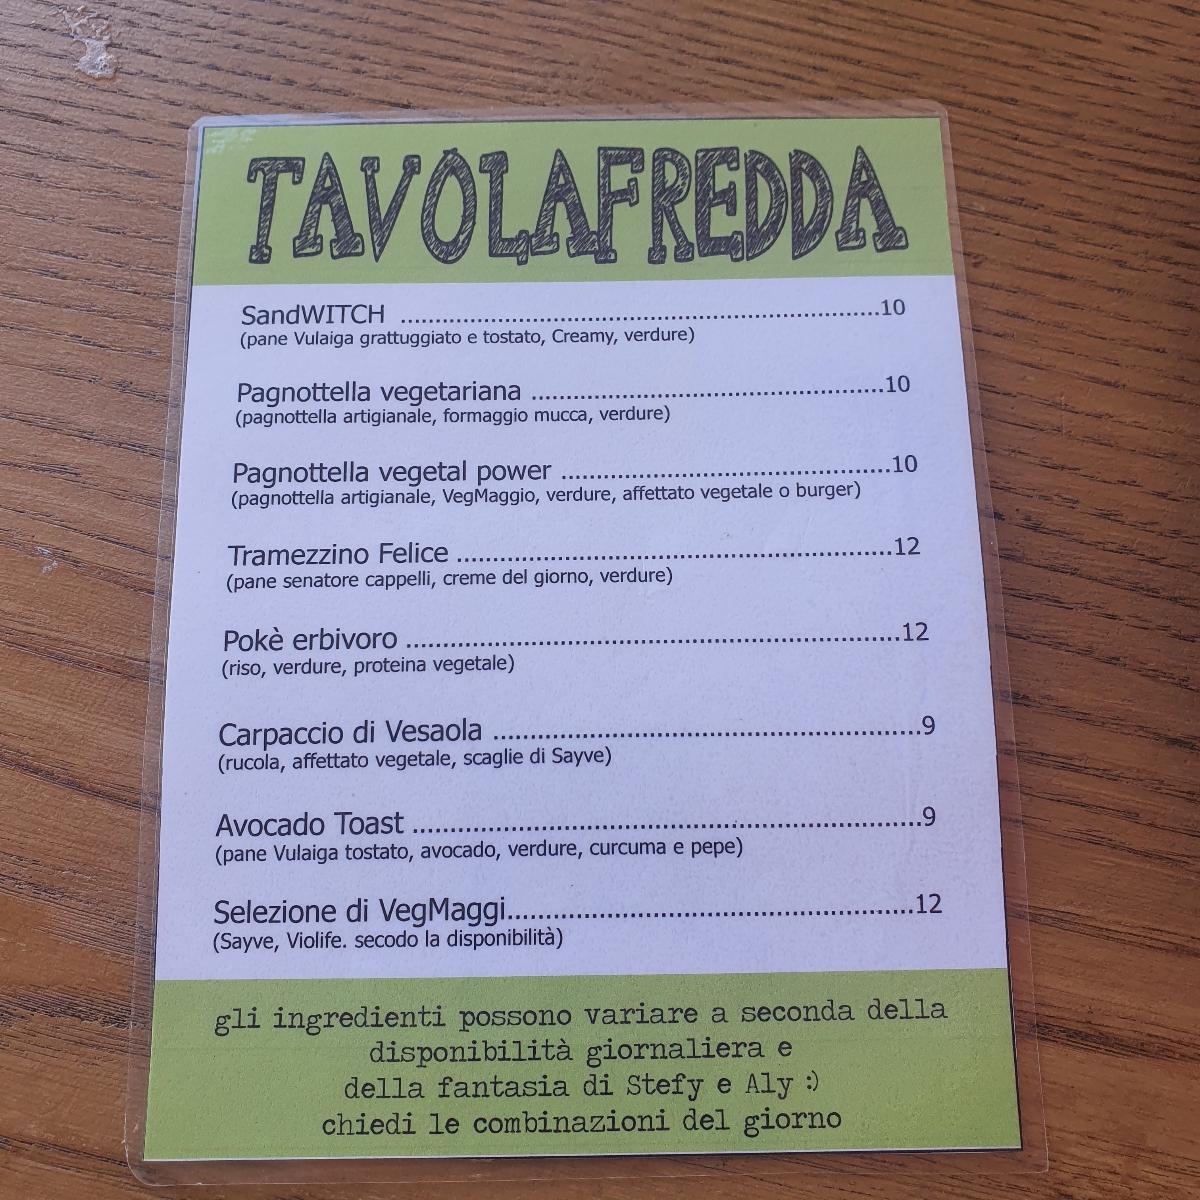 TAVOLAFREDDA
SandWITCH ............................................................10
(pane Vulaiga grattuggiato e tostato, Creamy, verdure)
Pagnottella vegetariana ............................................10
(pagnottella artigianale, formaggio mucca, verdure)
Pagnottella vegetal power .........................................10
(pagnottella artigianale, VegMaggio, verdure, affettato vegetale o burger)
Tramezzino Felice ......................................................12
(pane senatore cappelli, creme del giorno, verdure)
Pokè erbivoro ............................................................12
(riso, verdure, proteina vegetale)
Carpaccio di Vesaola ....................................................9
(rucola, affettato vegetale, scaglie di Sayve)
Avocado Toast .............................................................9
(pane Vulaiga tostato, avocado, verdure, curcuma e pepe)
Selezione di VegMaggi.................................................12
(Sayve, Violife. secodo la disponibilità)
gli ingredienti possono variare a seconda della
disponibilità giornaliera e
della fantasia di Stefy e Aly :)
chiedi le combinazioni del giorno